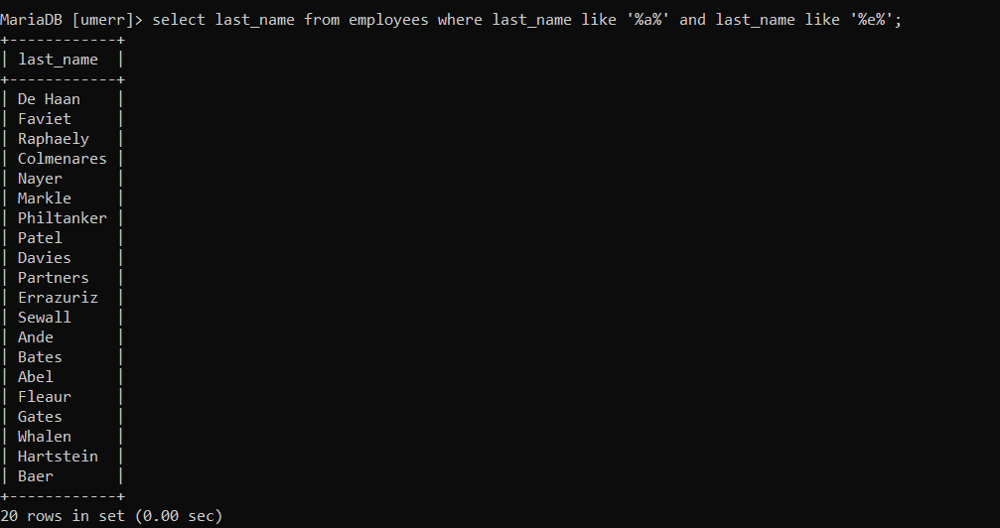 MariaDB [umerr]> select last_name from employees where last_name like '%a%' and last_name like '%e%';
+------------+
| last_name  |
+------------+
| De Haan    |
| Faviet     |
| Raphaely   |
| Colmenares |
| Nayer      |
| Markle     |
| Philtanker |
| Patel      |
| Davies     |
| Partners   |
| Errazuriz  |
| Sewall     |
| Ande       |
| Bates      |
| Abel       |
| Fleaur     |
| Gates      |
| Whalen     |
| Hartstein  |
| Baer       |
+------------+
20 rows in set (0.00 sec)